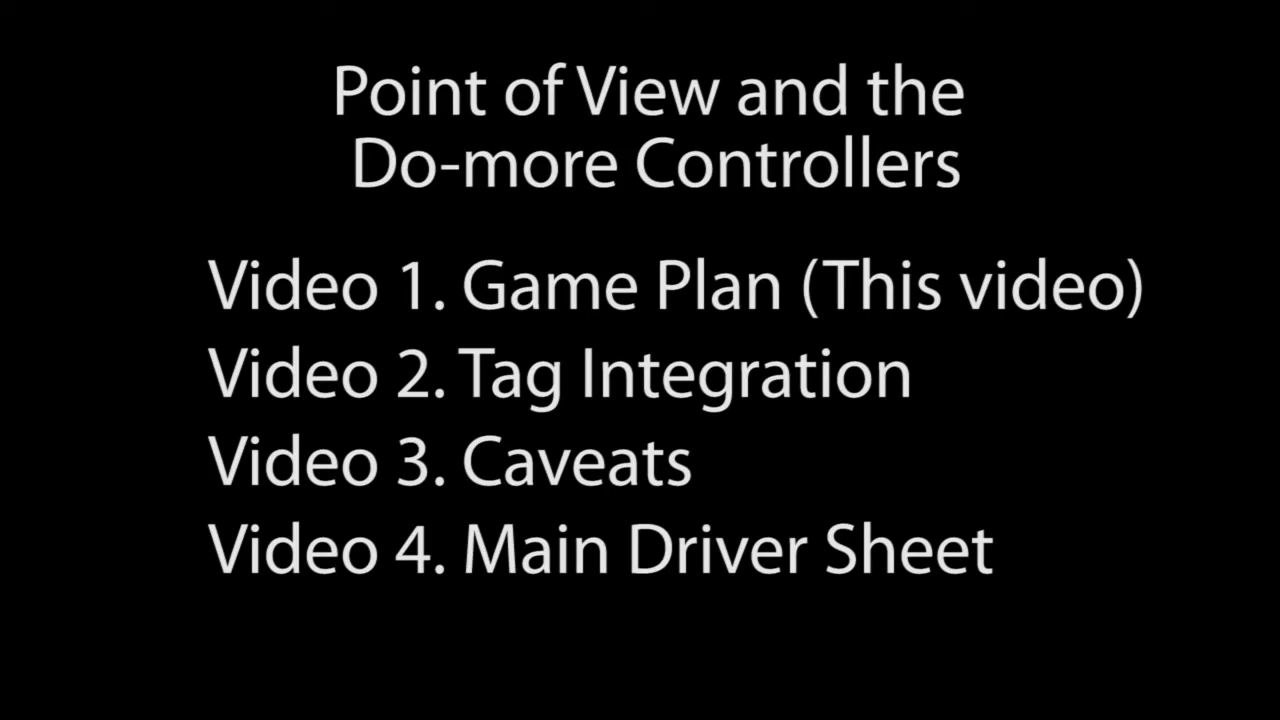 Point of View and the
Do-more Controllers
Video 1. Game Plan (This video)
Video 2. Tag Integration
Video 3. Caveats
Video 4. Main Driver Sheet